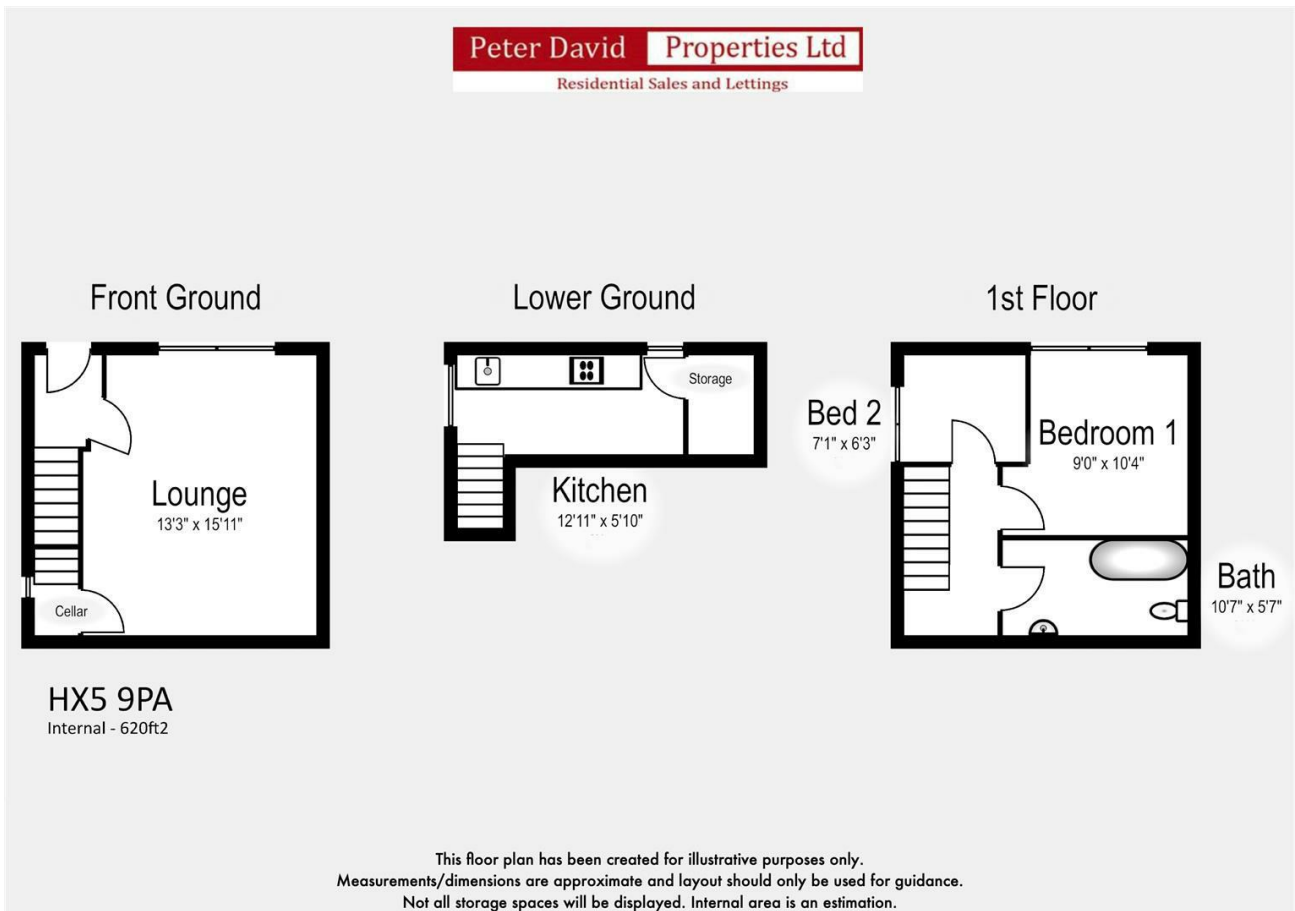 Peter David Properties Ltd
Residential Sales and Lettings
Front Ground
Lower Ground
1st Floor
Lounge
13'3" x 15'11"
Cellar
Storage
Kitchen
12'11" x 5'10"
Bed 2
7'1" x 6'3"
Bedroom 1
9'0" x 10'4"
Bath
10'7" x 5'7"
HX5 9PA
Internal - 620ft2
This floor plan has been created for illustrative purposes only.
Measurements/dimensions are approximate and layout should only be used for guidance.
Not all storage spaces will be displayed. Internal area is an estimation.